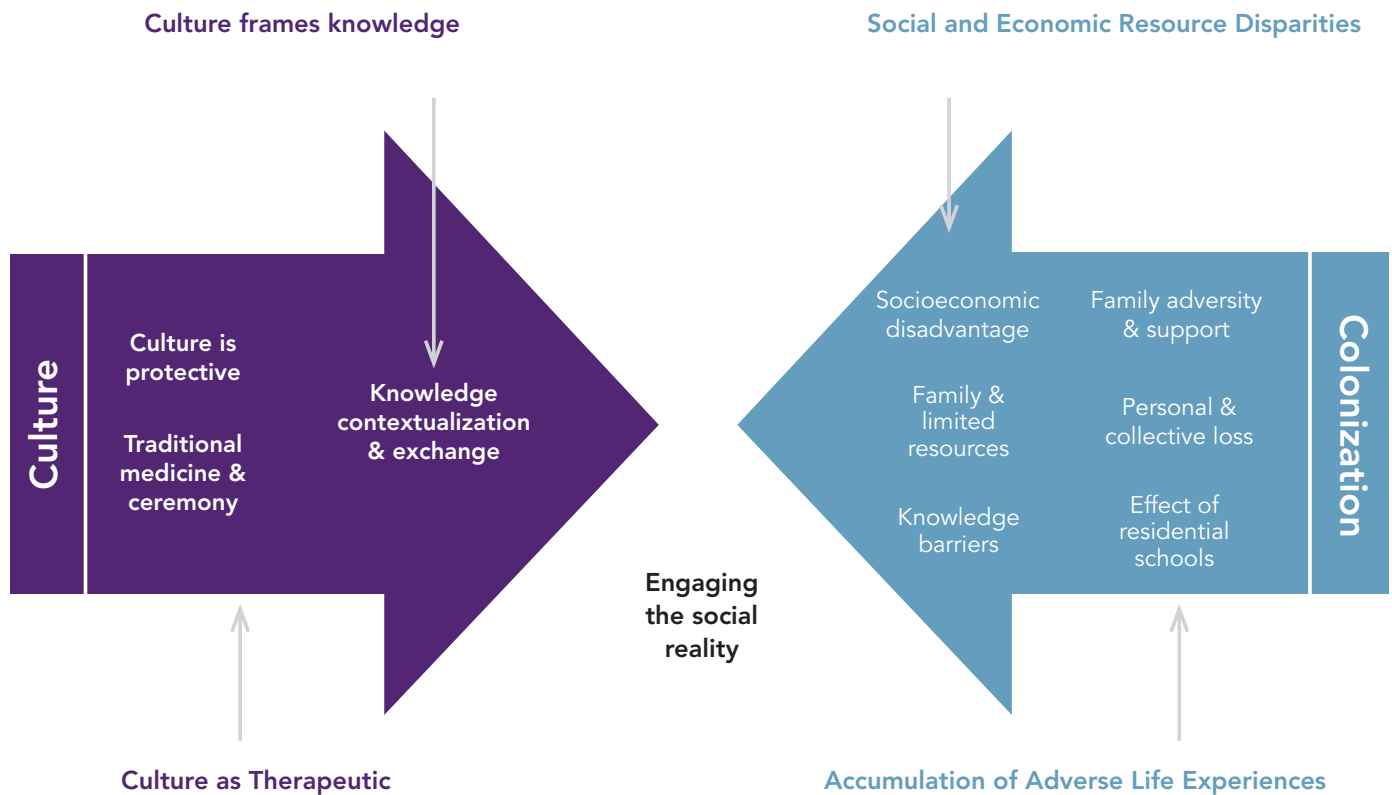 Culture frames knowledge
Social and Economic Resource Disparities
Culture
Culture is
protective
Traditional
medicine &
ceremony
Knowledge
contextualization
& exchange
Engaging
the social
reality
Socioeconomic
disadvantage
Family &
limited
resources
Knowledge
barriers
Family adversity
& support
Personal &
collective loss
Effect of
residential
schools
Colonization
Culture as Therapeutic
Accumulation of Adverse Life Experiences